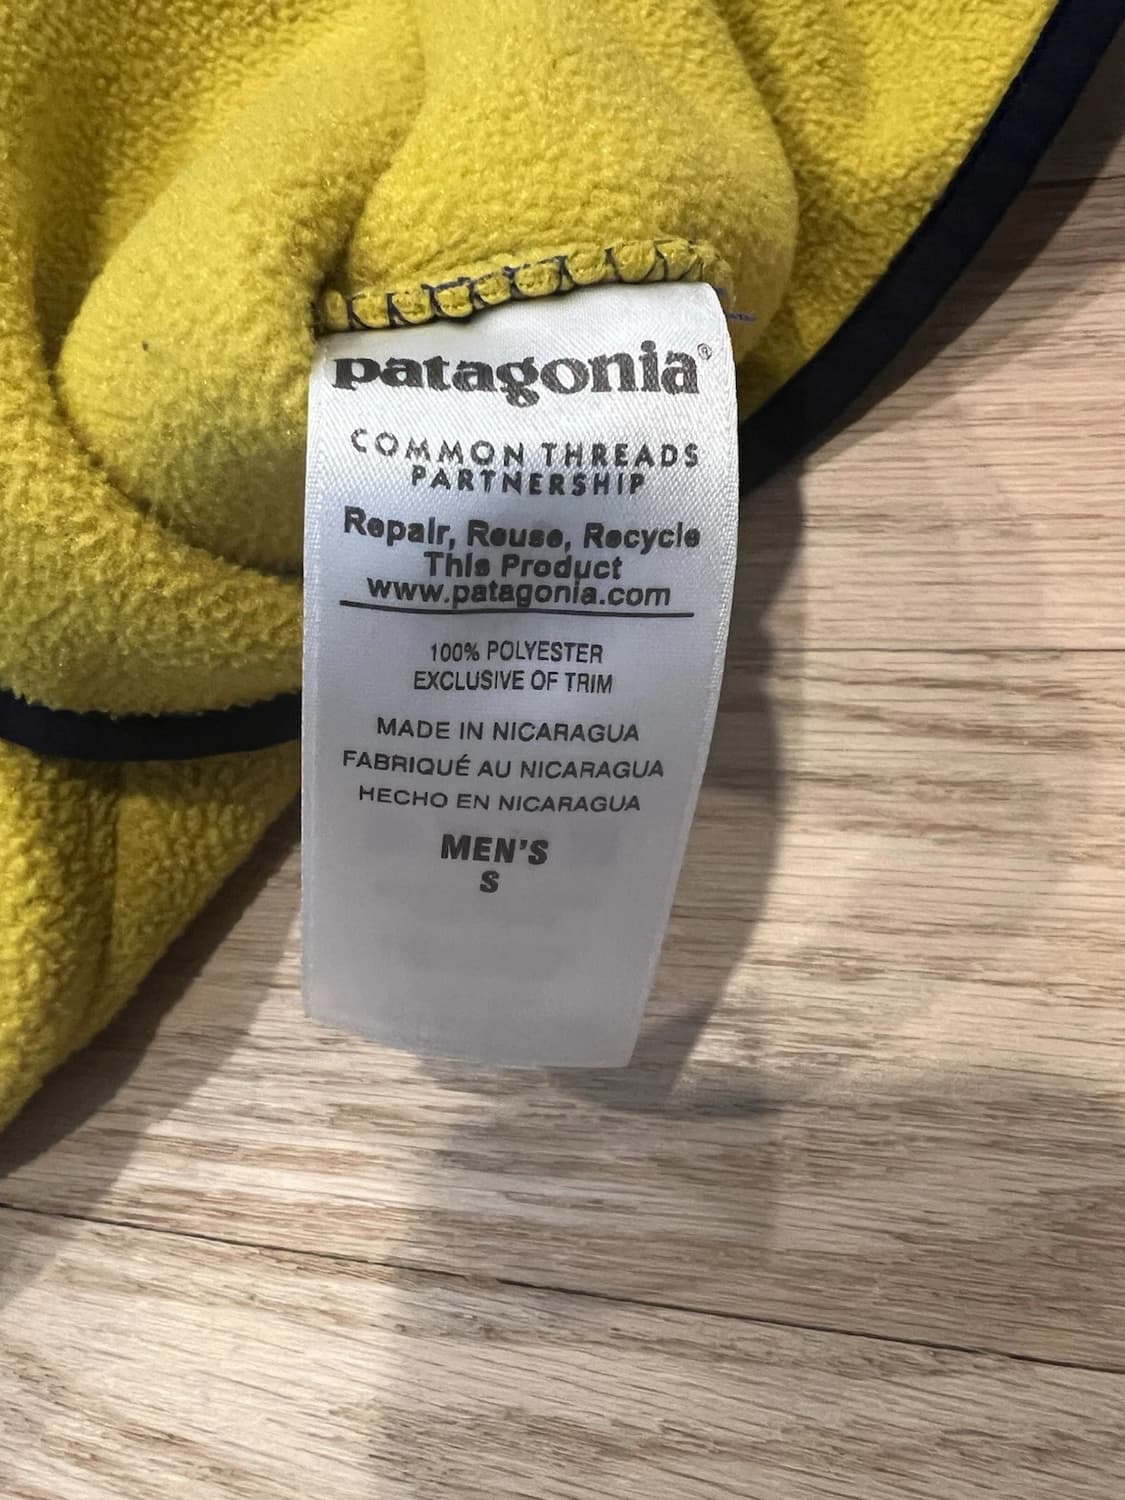 patagonia®
COMMON THREADS
PARTNERSHIP
Repair, Reuse, Recycle
This Product
www.patagonia.com
100% POLYESTER
EXCLUSIVE OF TRIM
MADE IN NICARAGUA
FABRIQUÉ AU NICARAGUA
HECHO EN NICARAGUA
MEN'S
S